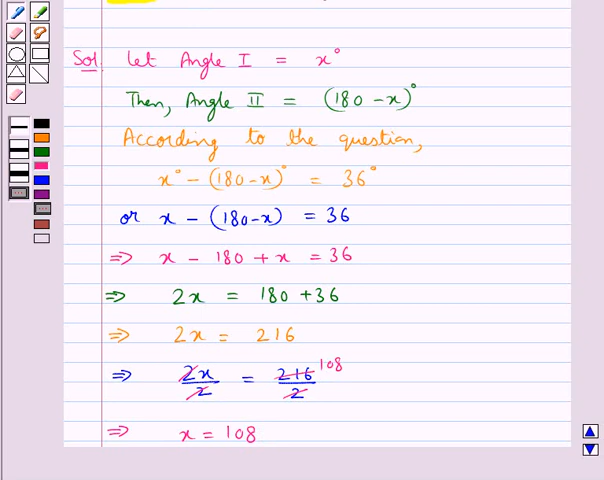 Sol. Let Angle I = x°
Then, Angle II = (180 - x)°
According to the question,
x° - (180 - x)° = 36°
or x - (180 - x) = 36
⇒ x - 180 + x = 36
⇒ 2x = 180 + 36
⇒ 2x = 216
⇒ 2x/2 = 216/2 108
⇒ x = 108